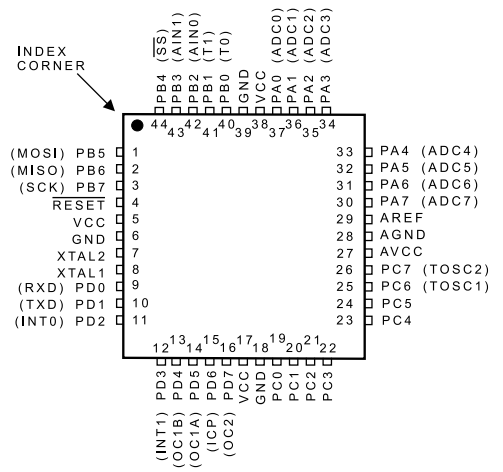 INDEX
CORNER
PB4 (SS)
PB3 (AIN1)
PB2 (AIN0)
PB1 (T1)
PB0 (T0)
GND
VCC
PA0 (ADC0)
PA1 (ADC1)
PA2 (ADC2)
PA3 (ADC3)
44 43 42 41 40 39 38 37 36 35 34
(MOSI) PB5 1
(MISO) PB6 2
(SCK) PB7 3
RESET 4
VCC 5
GND 6
XTAL2 7
XTAL1 8
(RXD) PD0 9
(TXD) PD1 10
(INT0) PD2 11
33 PA4 (ADC4)
32 PA5 (ADC5)
31 PA6 (ADC6)
30 PA7 (ADC7)
29 AREF
28 AGND
27 AVCC
26 PC7 (TOSC2)
25 PC6 (TOSC1)
24 PC5
23 PC4
12 13 14 15 16 17 18 19 20 21 22
(INT1) PD3
(OC1B) PD4
(OC1A) PD5
(ICP) PD6
(OC2) PD7
VCC
GND
PC0
PC1
PC2
PC3